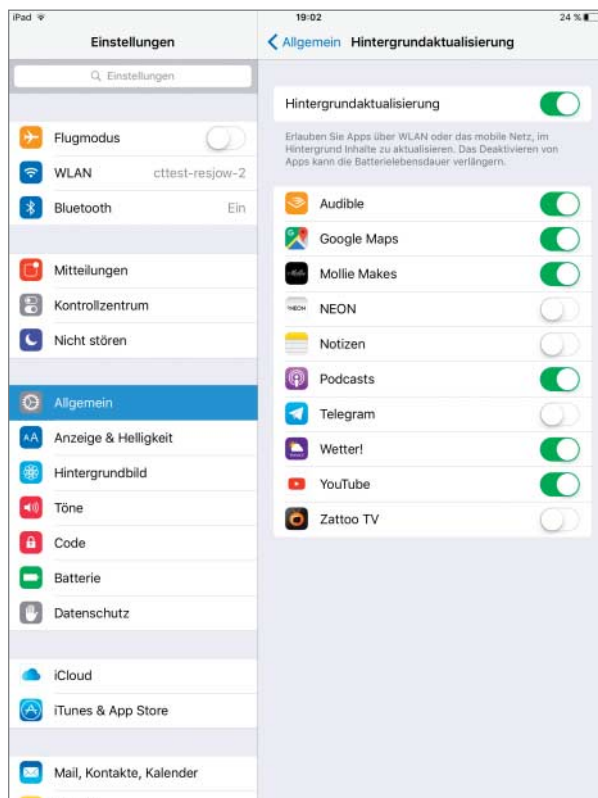 iPad
19:02
24 %
Einstellungen
Allgemein
Hintergrundaktualisierung
Einstellungen
Flugmodus
WLAN
cttest-resjow-2
Bluetooth
Ein
Mitteilungen
Kontrollzentrum
Nicht stören
Allgemein
AA
Anzeige & Helligkeit
Hintergrundbild
Töne
Code
Batterie
Datenschutz
iCloud
iTunes & App Store
Mail, Kontakte, Kalender
Hintergrundaktualisierung
Erlauben Sie Apps über WLAN oder das mobile Netz, im
Hintergrund Inhalte zu aktualisieren. Das Deaktivieren von
Apps kann die Batterielebensdauer verlängern.
Audible
Google Maps
Mollie
Mollie Makes
NEON
NEON
Notizen
Podcasts
Telegram
Wetter!
YouTube
Zattoo TV